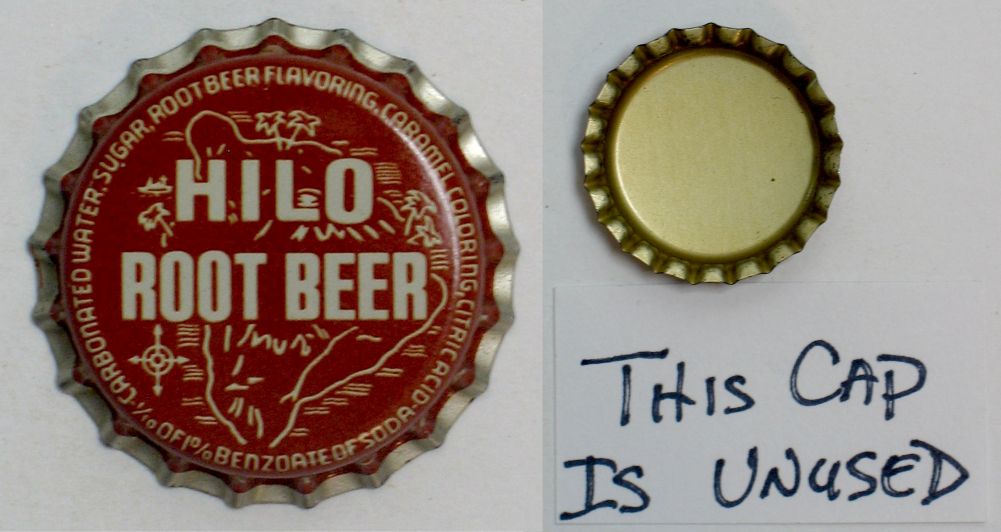 CARBONATED WATER, SUGAR, ROOT BEER FLAVORING, CARAMEL COLORING, CITRIC ACID-&-1/10 OF 1% BENZOATE OF SODA-
HILO
ROOT BEER
THIS CAP
IS UNUSED